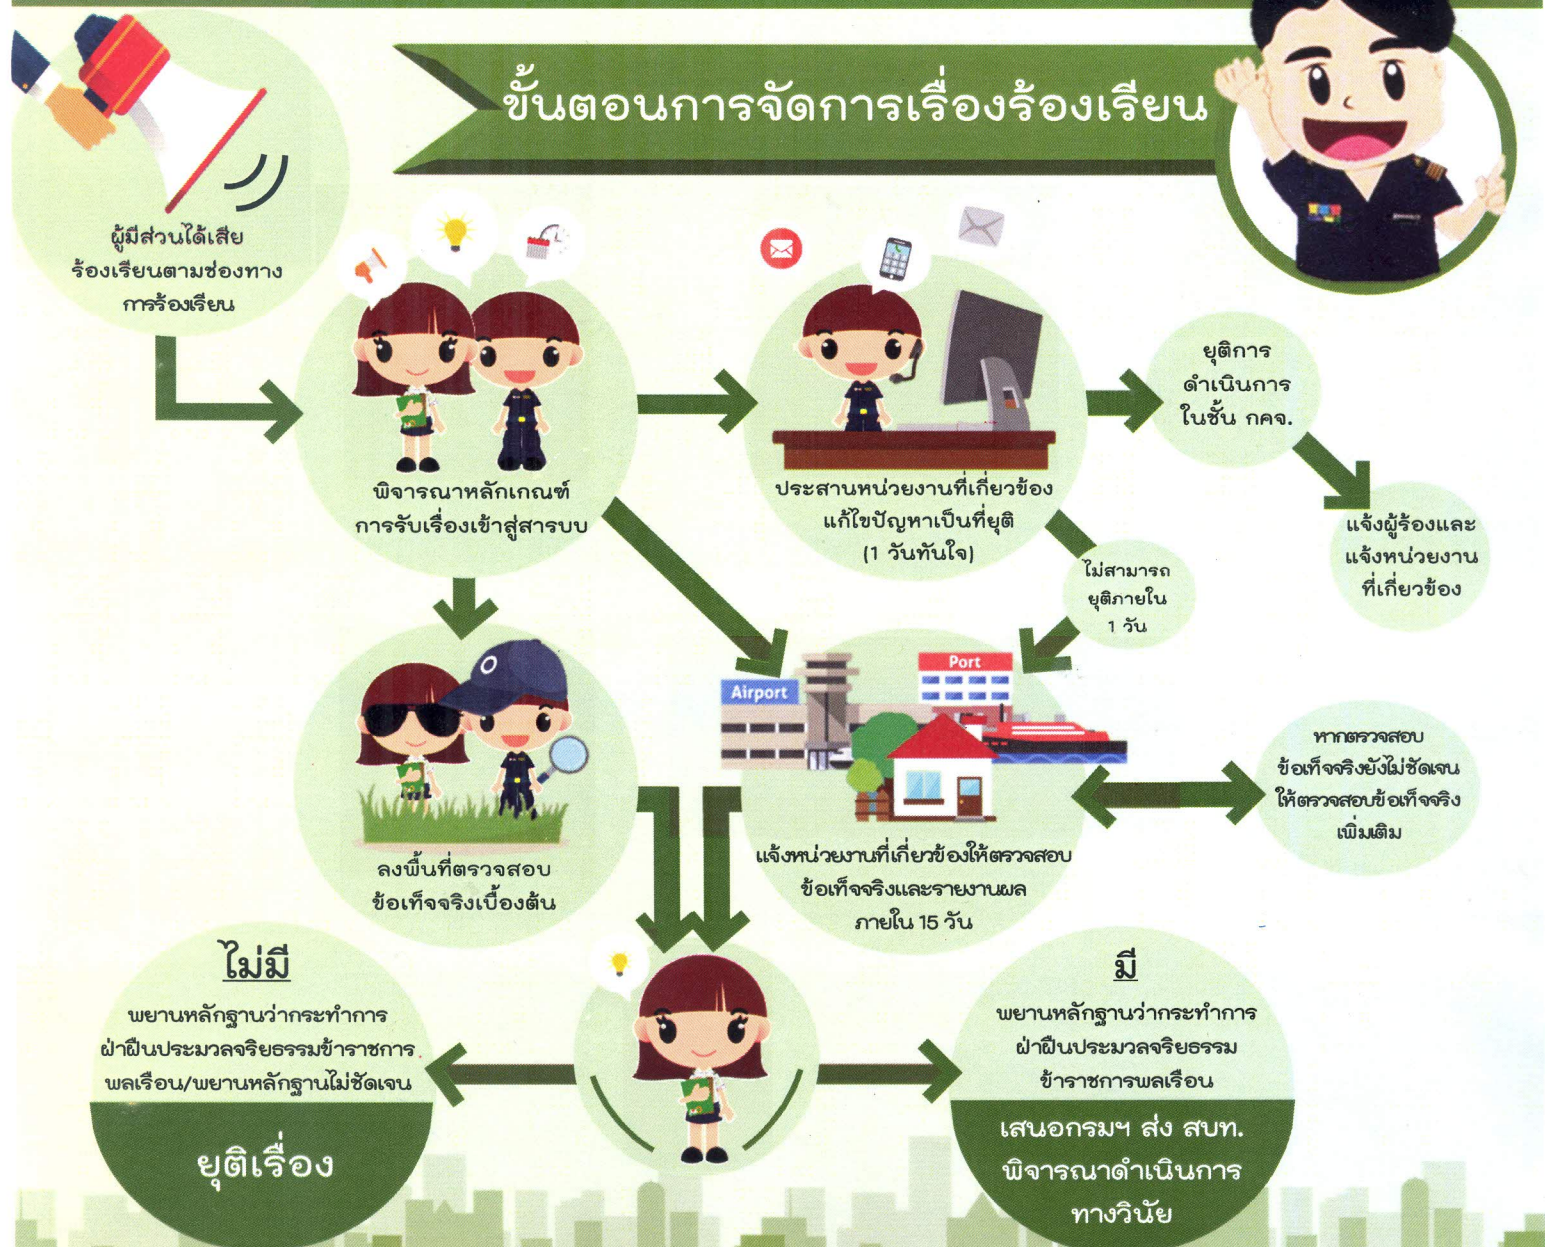 ขั้นตอนการจัดการเรื่องร้องเรียน
ผู้มีส่วนได้เสีย
ร้องเรียนตามช่องทาง
การร้องเรียน
พิจารณาหลักเกณฑ์
การรับเรื่องเข้าสู่สารบบ
ประสานหน่วยงานที่เกี่ยวข้อง
แก้ไขปัญหาเป็นที่ยุติ
(1 วันทันใจ)
ยุติการ
ดำเนินการ
ในชั้น กคจ.
แจ้งผู้ร้องและ
แจ้งหน่วยงาน
ที่เกี่ยวข้อง
ไม่สามารถ
ยุติภายใน
1 วัน
Airport
Port
ลงพื้นที่ตรวจสอบ
ข้อเท็จจริงเบื้องต้น
แจ้งหน่วยงานที่เกี่ยวข้องให้ตรวจสอบ
ข้อเท็จจริงและรายงานผล
ภายใน 15 วัน
หากตรวจสอบ
ข้อเท็จจริงยังไม่ชัดเจน
ให้ตรวจสอบข้อเท็จจริง
เพิ่มเติม
ไม่มี
พยานหลักฐานว่ากระทำการ
ฝ่าฝืนประมวลจริยธรรมข้าราชการ
พลเรือน/พยานหลักฐานไม่ชัดเจน
ยุติเรื่อง
มี
พยานหลักฐานว่ากระทำการ
ฝ่าฝืนประมวลจริยธรรม
ข้าราชการพลเรือน
เสนอกรมฯ ส่ง สบท.
พิจารณาดำเนินการ
ทางวินัย